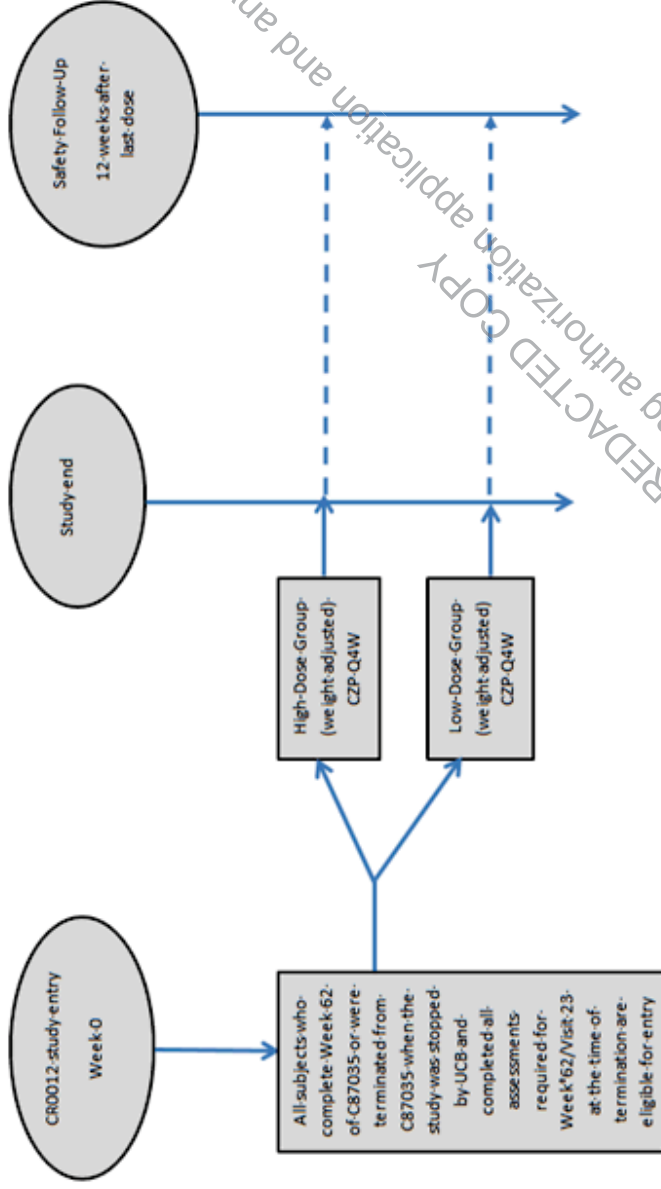 CR0012·study·entry
Week·0
All·subjects·who·
complete·Week·62·
of·C87035·or·were·
terminated·from·
C87035·when·the·
study·was·stopped·
by·UCB·and·
completed·all·
assessments·
required·for·
Week*62/Visit·23·
at·the·time·of·
termination·are·
eligible·for·entry
High·Dose·Group·
(weight·adjusted)·
CZP·Q4W
Low·Dose·Group·
(weight·adjusted)
CZP·Q4W
Study·end
Safety·Follow-Up
12·weeks·after·
last·dose
REDACTED COPY
authorization application and